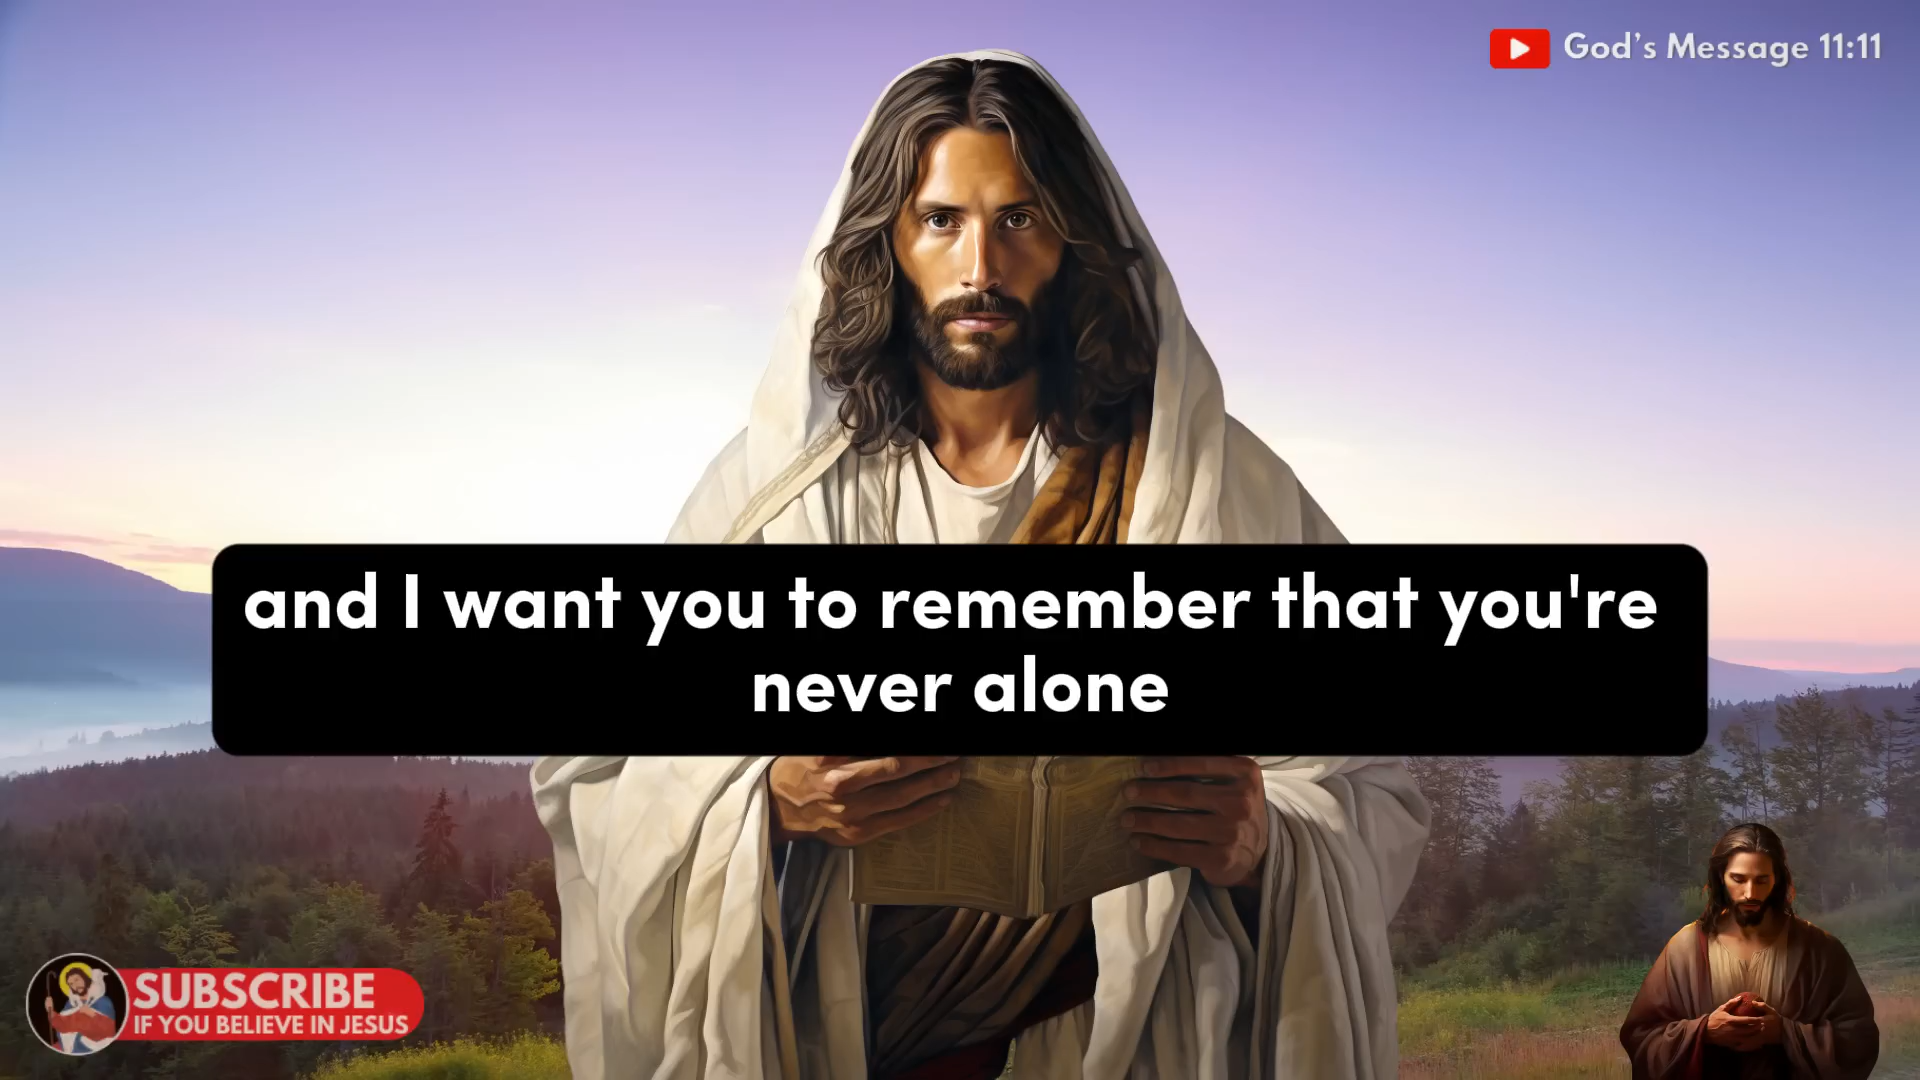 God's Message 11:11
and I want you to remember that you're
never alone
SUBSCRIBE
IF YOU BELIEVE IN JESUS